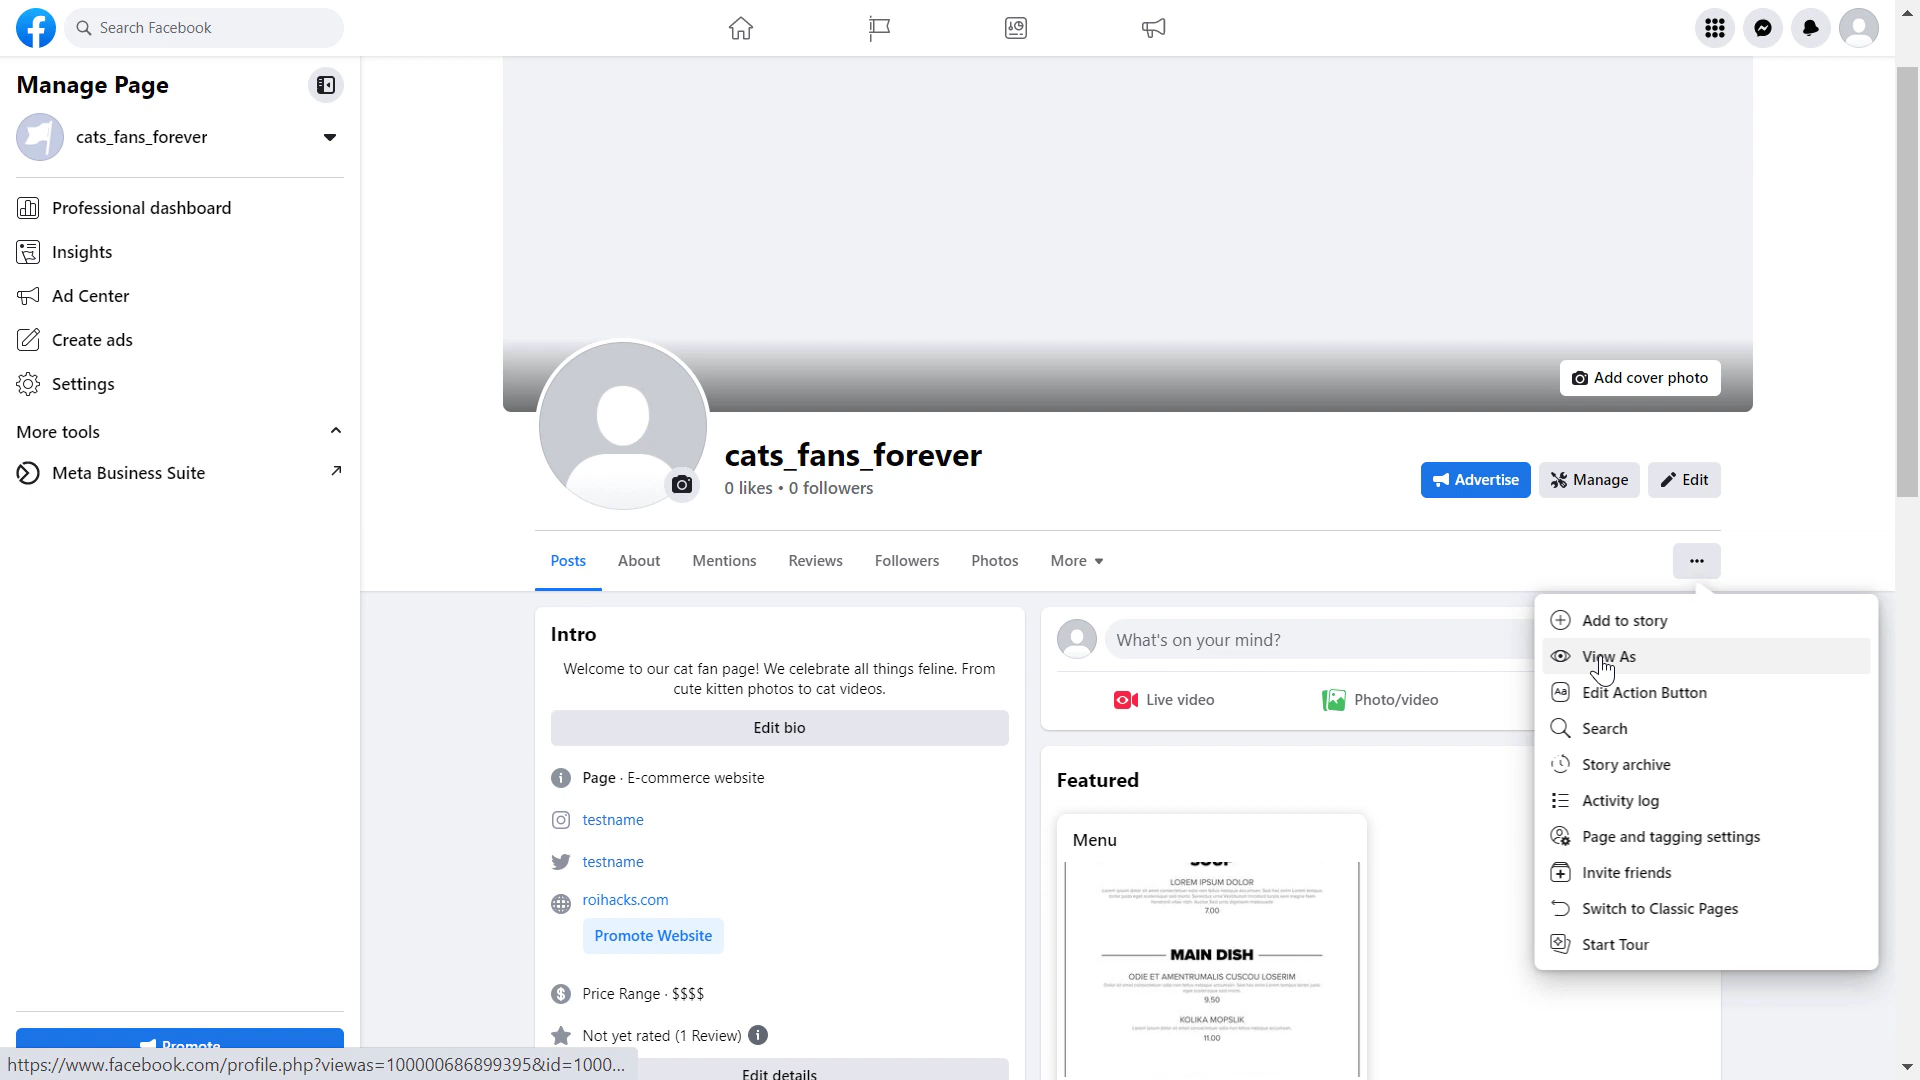 Search Facebook
Manage Page
cats_fans_forever
Professional dashboard
Insights
Ad Center
Create ads
Settings
More tools
Meta Business Suite
Promote
https://www.facebook.com/profile.php?viewas=100000686899395&id=1000...
Add cover photo
cats_fans_forever
0 likes • 0 followers
Advertise
Manage
Edit
Posts
About
Mentions
Reviews
Followers
Photos
More
Intro
Welcome to our cat fan page! We celebrate all things feline. From
cute kitten photos to cat videos.
Edit bio
Page · E-commerce website
testname
testname
roihacks.com
Promote Website
Price Range · $$$$
Not yet rated (1 Review)
Edit details
What's on your mind?
Live video
Photo/video
Featured
Menu
SOUP
LOREM IPSUM DOLOR
7.00
MAIN DISH
ODIE ET AMENTRUMALIS CUSCOU LOSERIM
9.50
KOLIKA MOPSLIK
11.00
Add to story
View As
Edit Action Button
Search
Story archive
Activity log
Page and tagging settings
Invite friends
Switch to Classic Pages
Start Tour